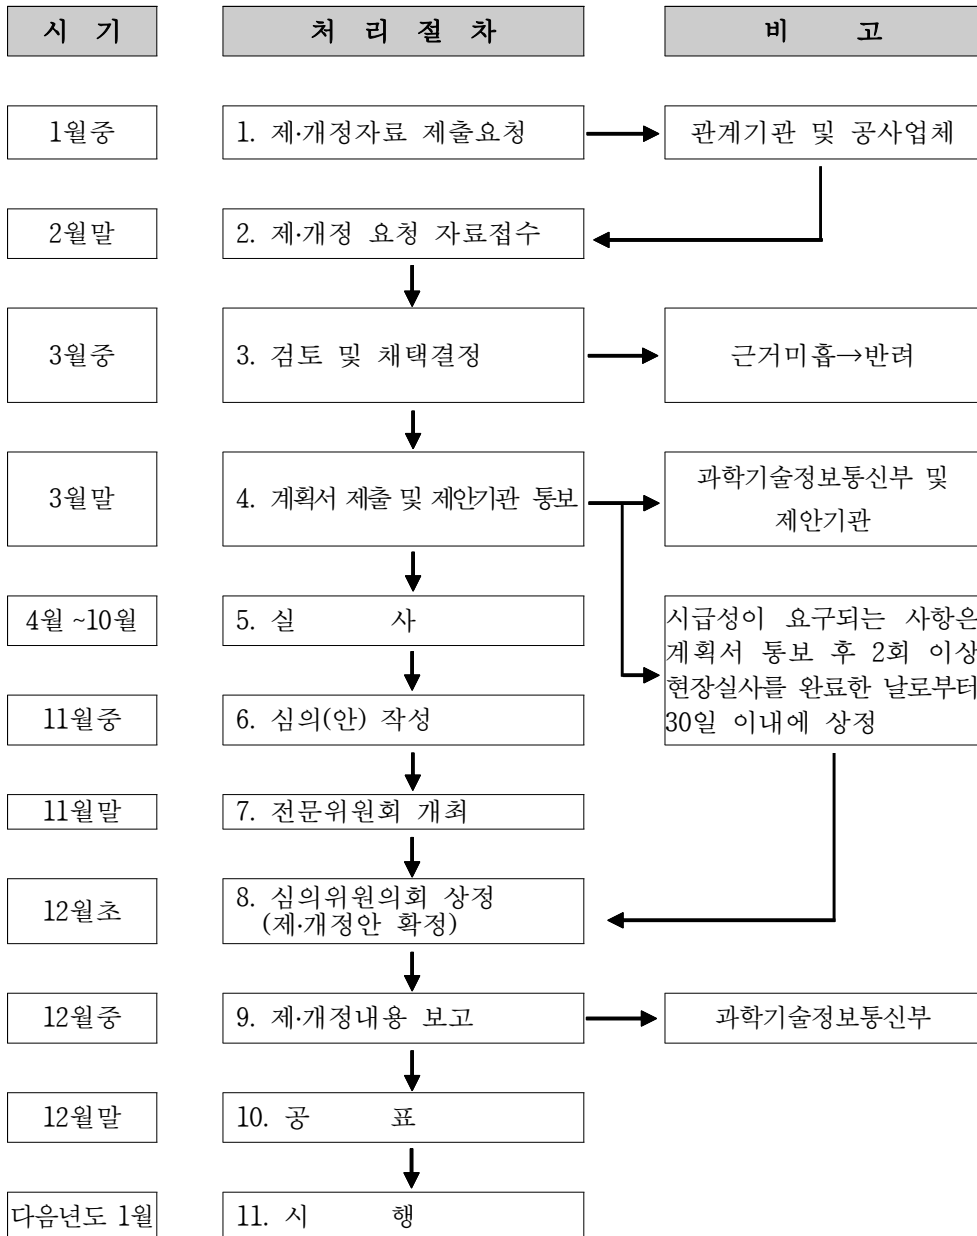 시 기
처 리 절 차
비 고
1월중
1. 제·개정자료 제출요청
관계기관 및 공사업체
2월말
2. 제·개정 요청 자료접수
3월중
3. 검토 및 채택결정
근거미흡→반려
3월말
4. 계획서 제출 및 제안기관 통보
과학기술정보통신부 및
제안기관
4월 ~10월
5. 실 사
시급성이 요구되는 사항은
계획서 통보 후 2회 이상
현장실사를 완료한 날로부터
30일 이내에 상정
11월중
6. 심의(안) 작성
11월말
7. 전문위원회 개최
12월초
8. 심의위원의회 상정
(제·개정안 확정)
12월중
9. 제·개정내용 보고
과학기술정보통신부
12월말
10. 공 표
다음년도 1월
11. 시 행